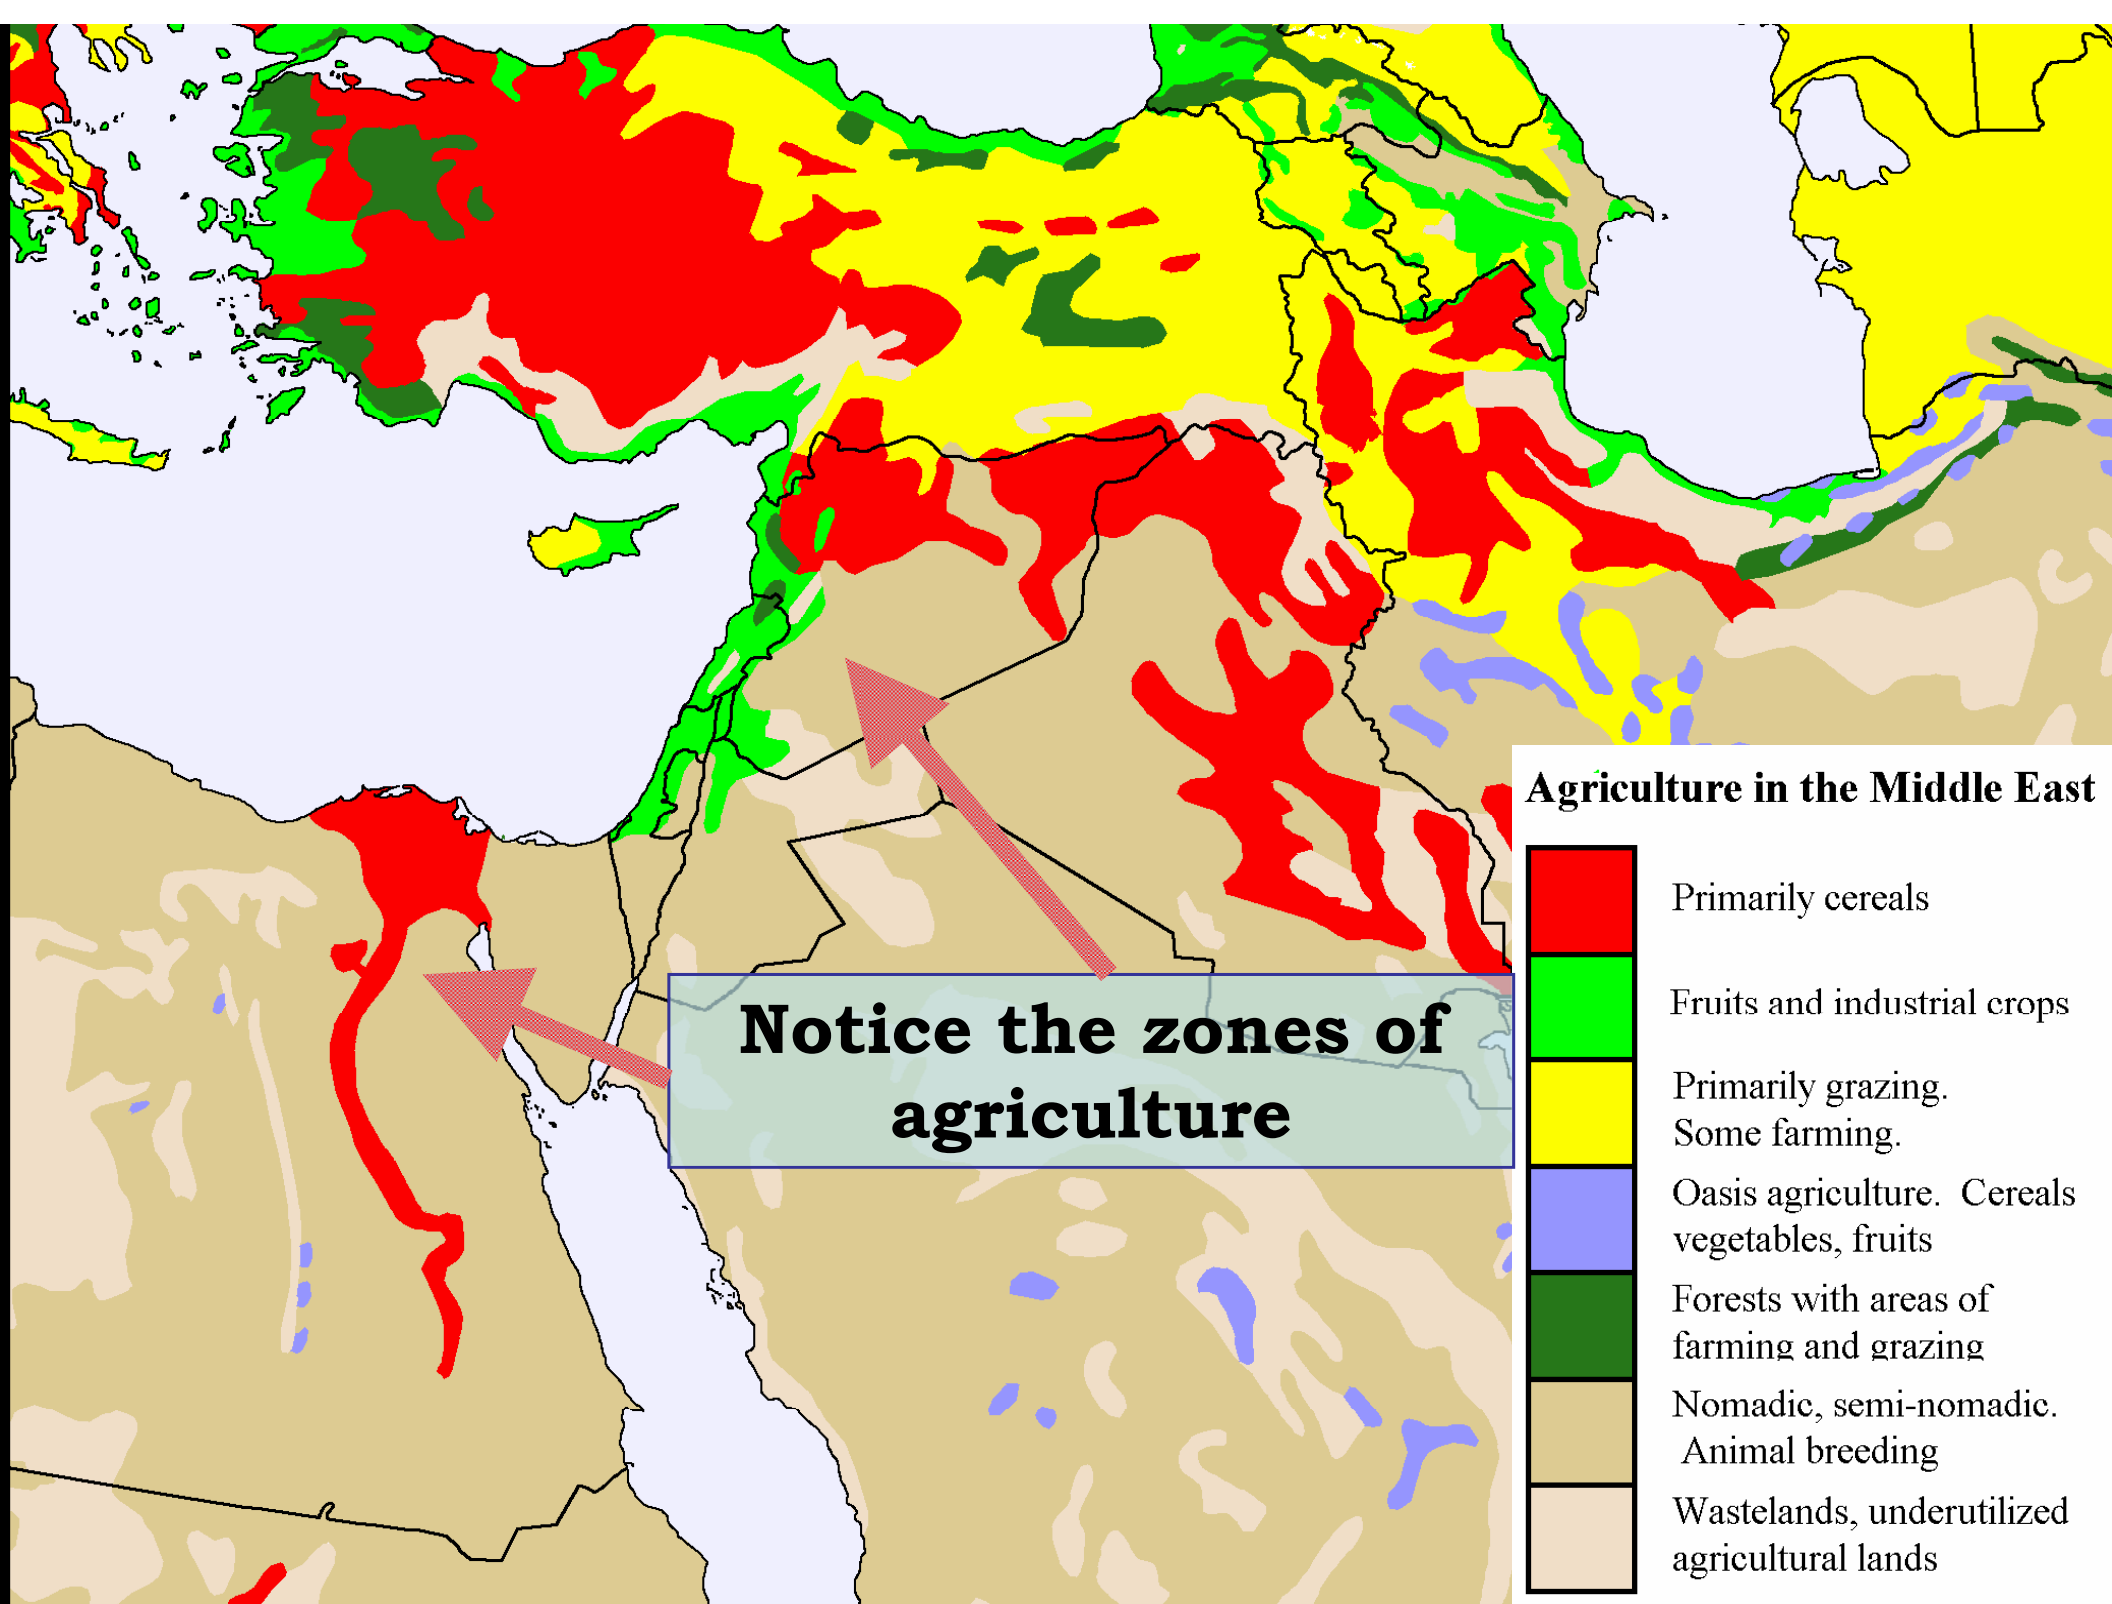 Notice the zones of
agriculture
Agriculture in the Middle East
Primarily cereals
Fruits and industrial crops
Primarily grazing.
Some farming.
Oasis agriculture. Cereals
vegetables, fruits
Forests with areas of
farming and grazing
Nomadic, semi-nomadic.
Animal breeding
Wastelands, underutilized
agricultural lands